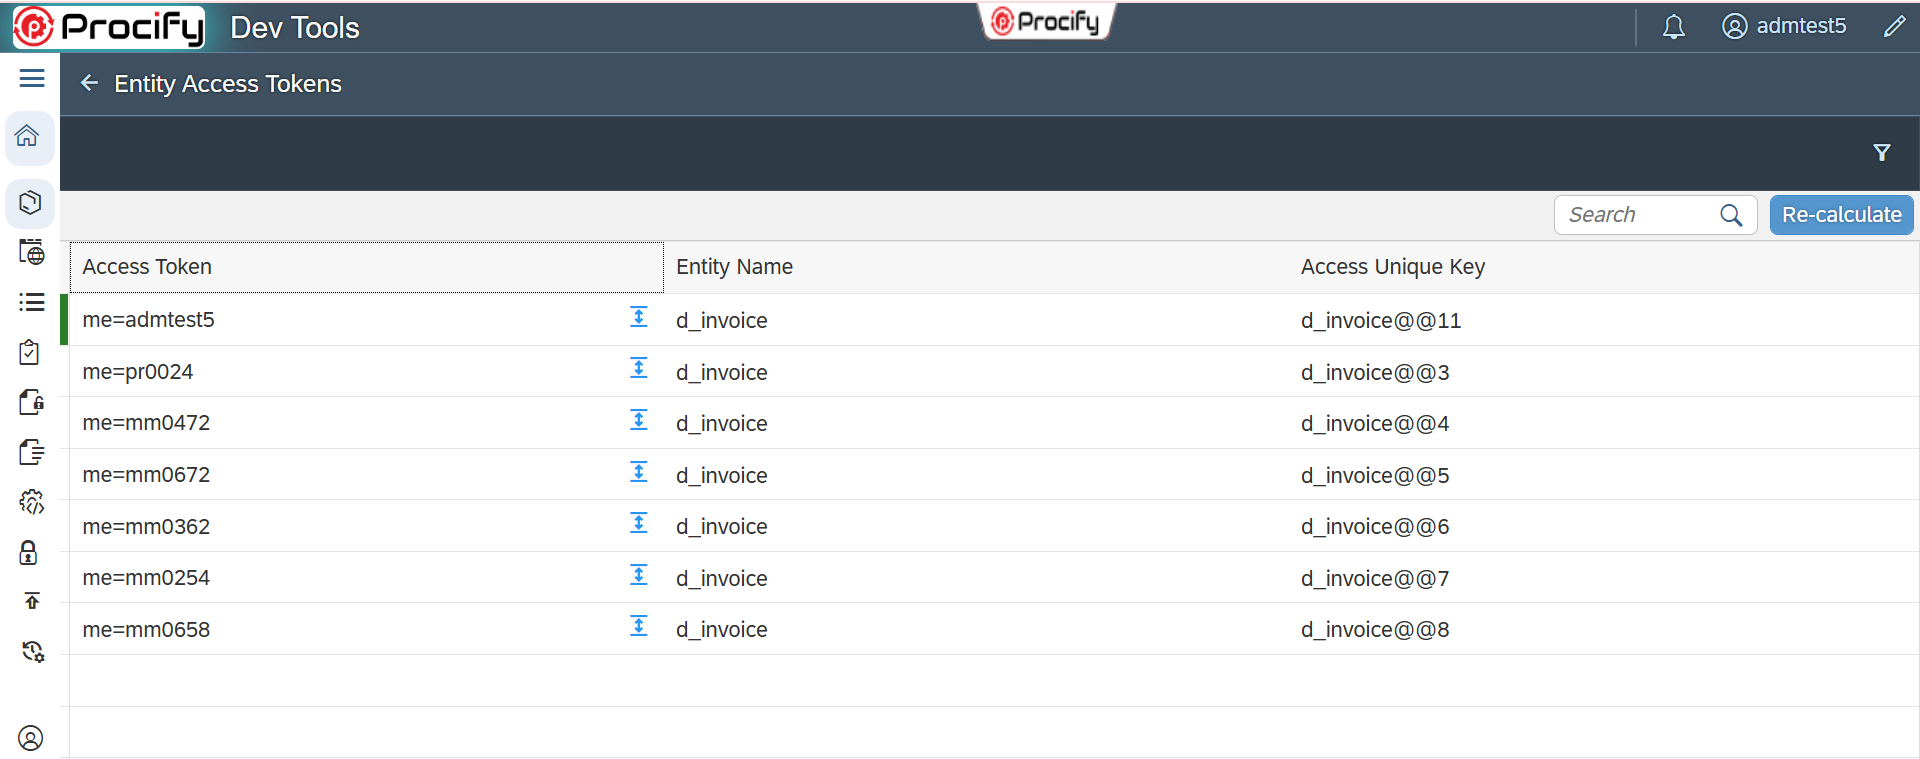 Procify Dev Tools Procify admtest5
Entity Access Tokens
Search Re-calculate
Access Token Entity Name Access Unique Key
me=admtest5 d_invoice d_invoice@@11
me=pr0024 d_invoice d_invoice@@3
me=mm0472 d_invoice d_invoice@@4
me=mm0672 d_invoice d_invoice@@5
me=mm0362 d_invoice d_invoice@@6
me=mm0254 d_invoice d_invoice@@7
me=mm0658 d_invoice d_invoice@@8